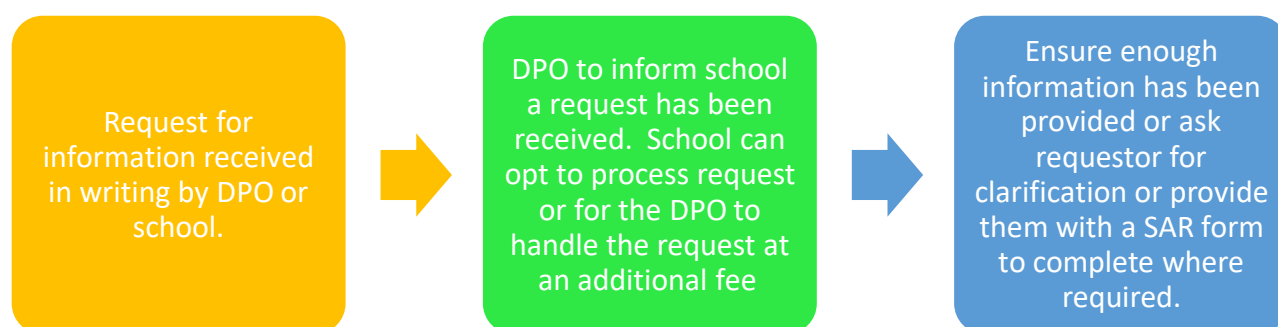 Request for
information received
in writing by DPO or
school.
DPO to inform school
a request has been
received.  School can
opt to process request
or for the DPO to
handle the request at
an additional fee
Ensure enough
information has been
provided or ask
requestor for
clarification or provide
them with a SAR form
to complete where
required.